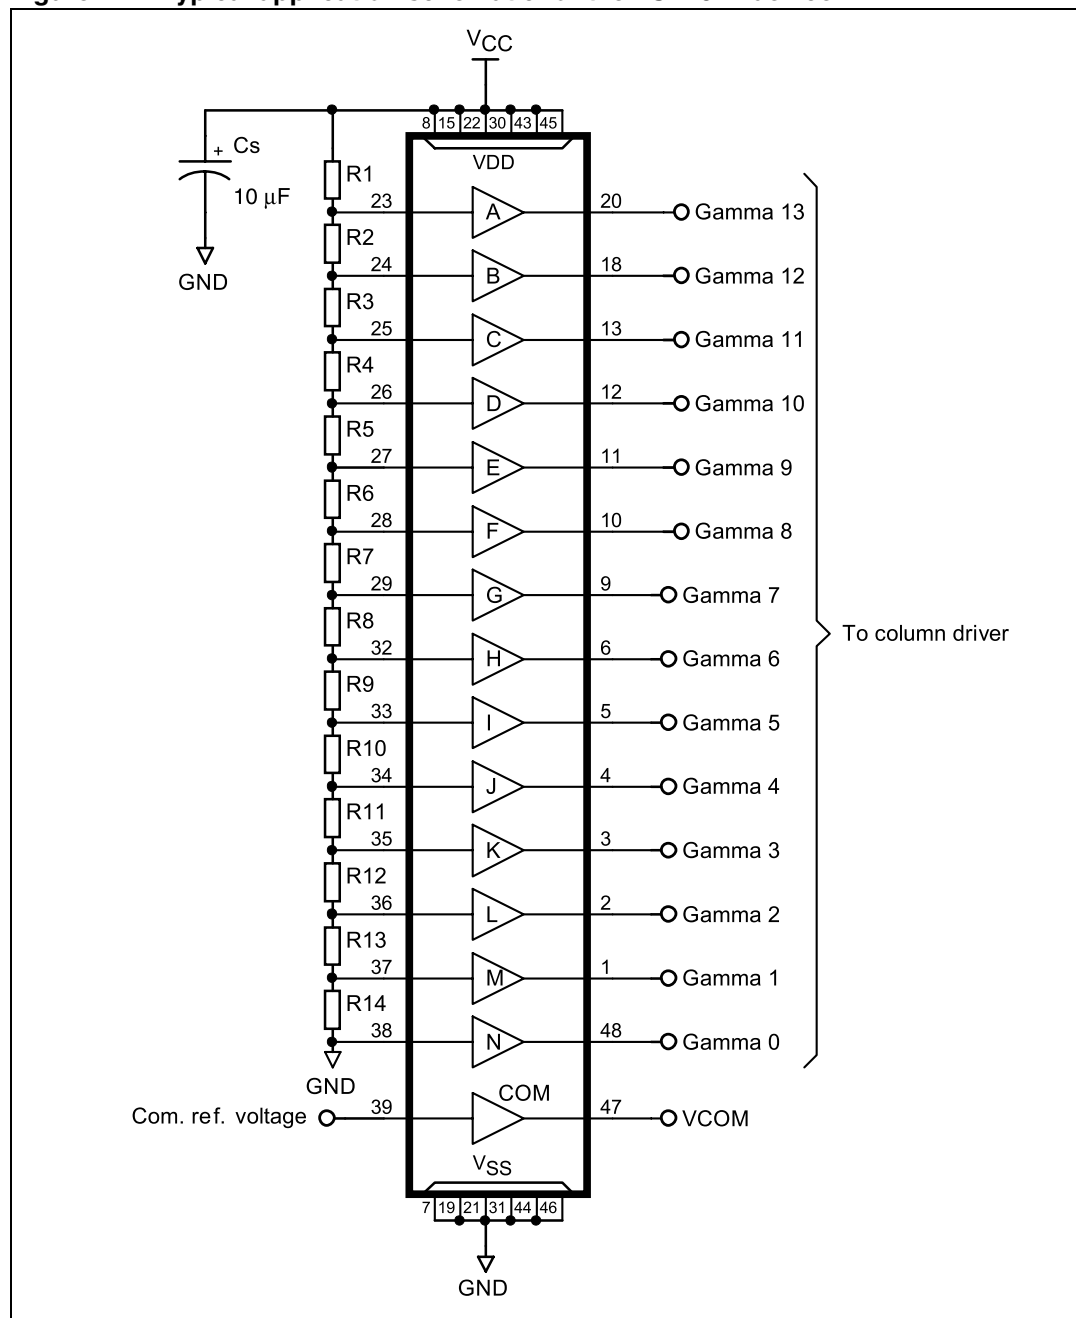 VCC
8 15 22 30 43 45
VDD
+ Cs
10 µF
GND
R1
23 A 20 Gamma 13
R2
24 B 18 Gamma 12
R3
25 C 13 Gamma 11
R4
26 D 12 Gamma 10
R5
27 E 11 Gamma 9
R6
28 F 10 Gamma 8
R7
29 G 9 Gamma 7
R8
32 H 6 Gamma 6
R9
33 I 5 Gamma 5
R10
34 J 4 Gamma 4
R11
35 K 3 Gamma 3
R12
36 L 2 Gamma 2
R13
37 M 1 Gamma 1
R14
38 N 48 Gamma 0
GND
To column driver
COM
Com. ref. voltage 39 47 VCOM
VSS
7 19 21 31 44 46
GND